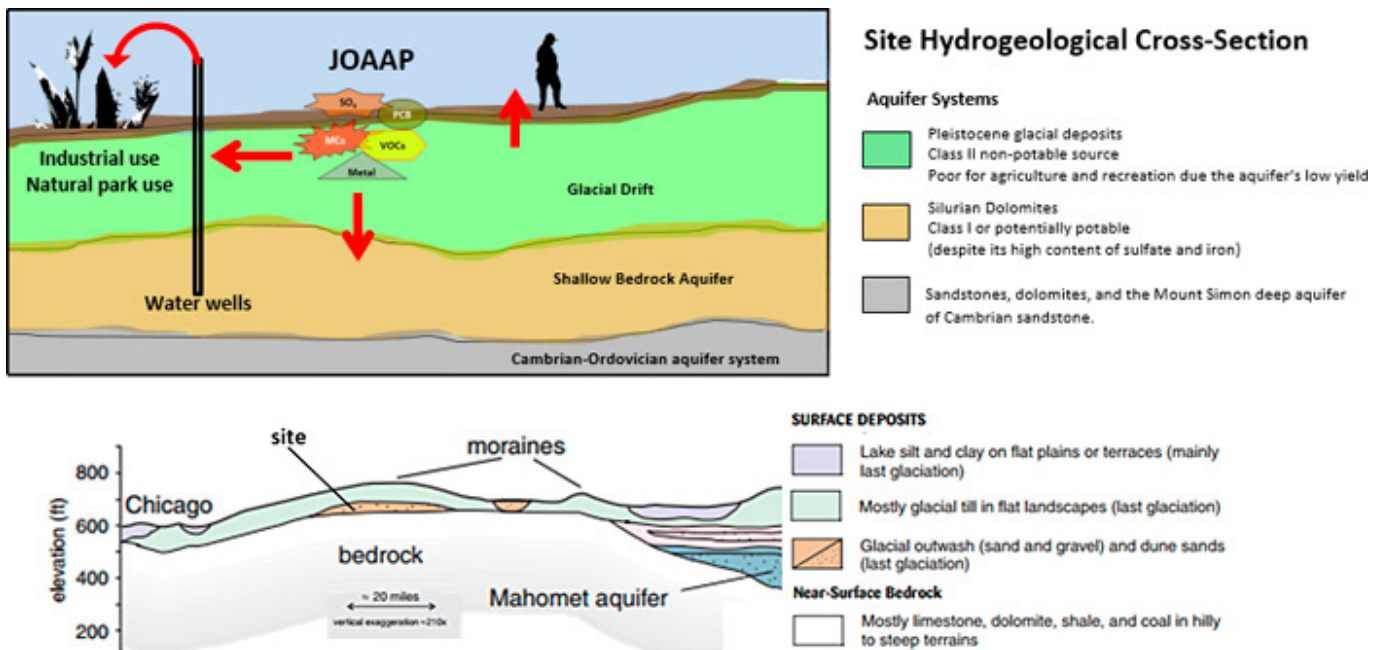 JOAAP
SOx
PCB
MCs
VOCs
Metal
Industrial use
Natural park use
Glacial Drift
Shallow Bedrock Aquifer
Water wells
Cambrian-Ordovician aquifer system
Site Hydrogeological Cross-Section
Aquifer Systems
Pleistocene glacial deposits
Class II non-potable source
Poor for agriculture and recreation due the aquifer's low yield
Silurian Dolomites
Class I or potentially potable
(despite its high content of sulfate and iron)
Sandstones, dolomites, and the Mount Simon deep aquifer
of Cambrian sandstone.
elevation (ft)
800
600
400
200
Chicago
site
moraines
bedrock
≈ 20 miles
vertical exaggeration ≈210x
Mahomet aquifer
SURFACE DEPOSITS
Lake silt and clay on flat plains or terraces (mainly
last glaciation)
Mostly glacial till in flat landscapes (last glaciation)
Glacial outwash (sand and gravel) and dune sands
(last glaciation)
Near-Surface Bedrock
Mostly limestone, dolomite, shale, and coal in hilly
to steep terrains